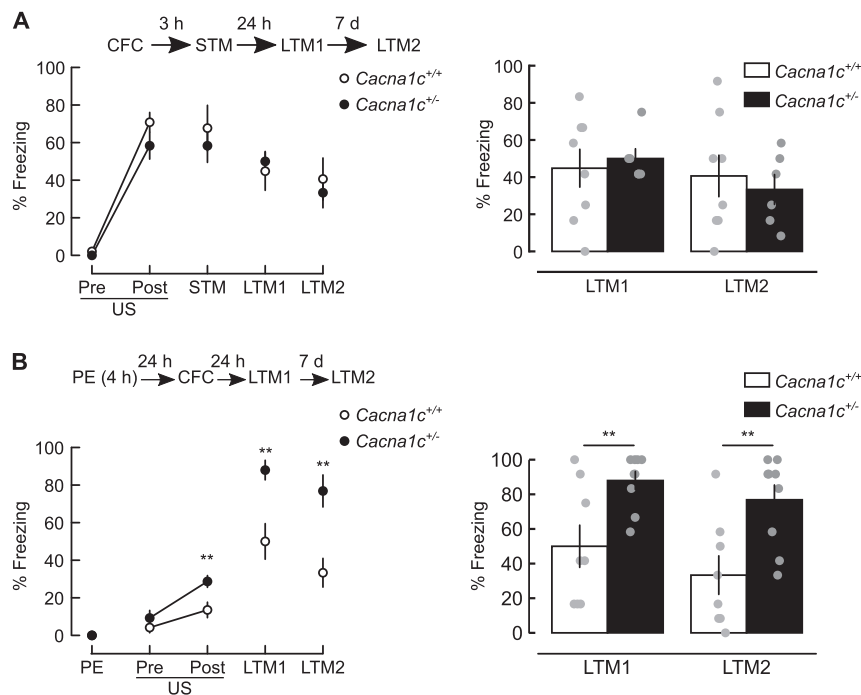 A
3 h 24 h 7 d
CFC STM LTM1 LTM2
Cacna1c+/+
Cacna1c+/-
% Freezing
100
80
60
40
20
0
Pre Post STM LTM1 LTM2
US
Cacna1c+/+
Cacna1c+/-
% Freezing
100
80
60
40
20
0
LTM1 LTM2
B
24 h 24 h 7 d
PE (4 h) CFC LTM1 LTM2
Cacna1c+/+
Cacna1c+/-
% Freezing
100
80
60
40
20
0
**
**
**
PE Pre Post LTM1 LTM2
US
Cacna1c+/+
Cacna1c+/-
** **
% Freezing
100
80
60
40
20
0
LTM1 LTM2